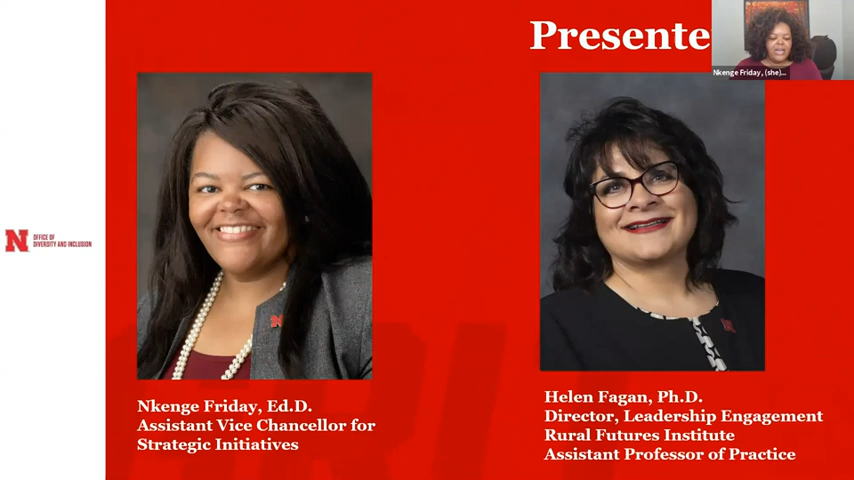 Presente
Nkenge Friday, (she)...
N
OFFICE OF
DIVERSITY AND INCLUSION
N
Nkenge Friday, Ed.D.
Assistant Vice Chancellor for
Strategic Initiatives
Helen Fagan, Ph.D.
Director, Leadership Engagement
Rural Futures Institute
Assistant Professor of Practice